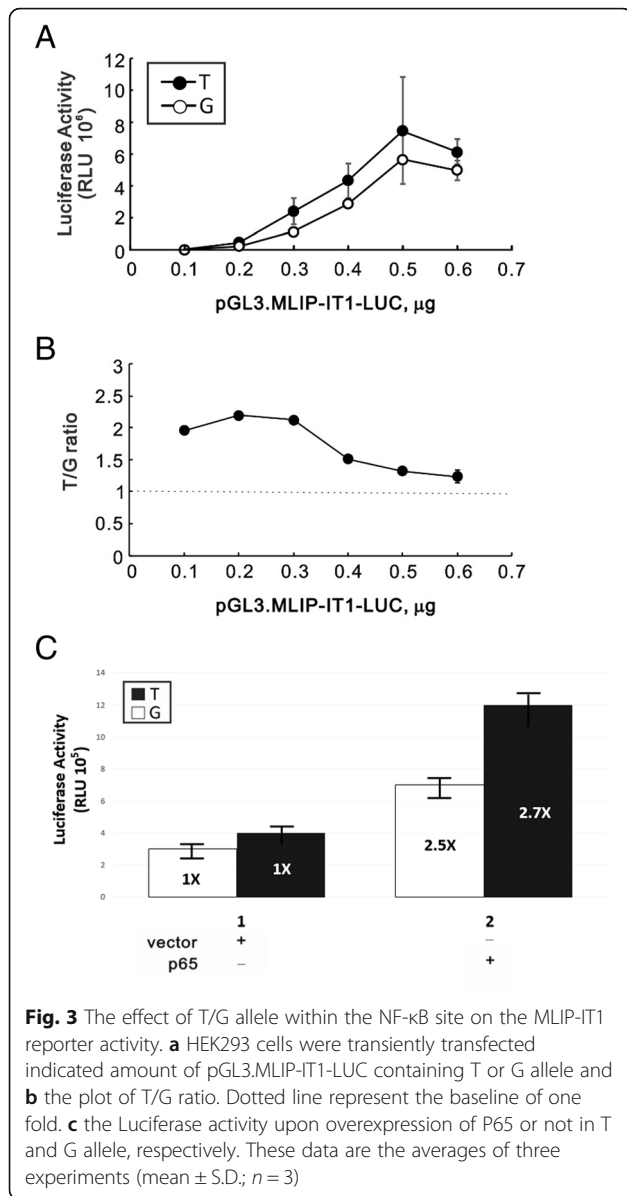 A
T
G
Luciferase Activity
(RLU 10⁶)
12
10
8
6
4
2
0
0 0.1 0.2 0.3 0.4 0.5 0.6 0.7
pGL3.MLIP-IT1-LUC, µg
B
T/G ratio
3
2.5
2
1.5
1
0.5
0
0 0.1 0.2 0.3 0.4 0.5 0.6 0.7
pGL3.MLIP-IT1-LUC, µg
C
T
G
Luciferase Activity
(RLU 10⁵)
14
12
10
8
6
4
2
0
1X 1X 2.5X 2.7X
1 2
vector + −
p65 − +
Fig. 3 The effect of T/G allele within the NF-κB site on the MLIP-IT1
reporter activity. a HEK293 cells were transiently transfected
indicated amount of pGL3.MLIP-IT1-LUC containing T or G allele and
b the plot of T/G ratio. Dotted line represent the baseline of one
fold. c the Luciferase activity upon overexpression of P65 or not in T
and G allele, respectively. These data are the averages of three
experiments (mean ± S.D.; n = 3)